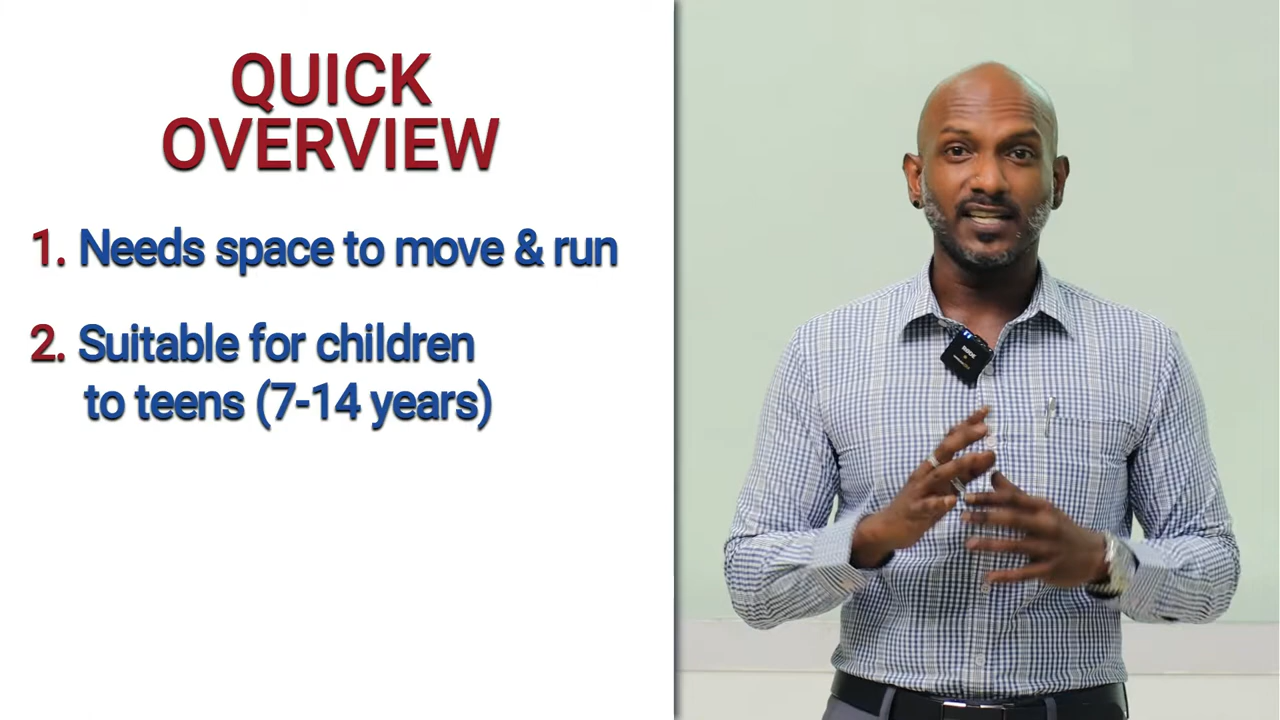 QUICK
OVERVIEW
1. Needs space to move & run
2. Suitable for children
to teens (7-14 years)